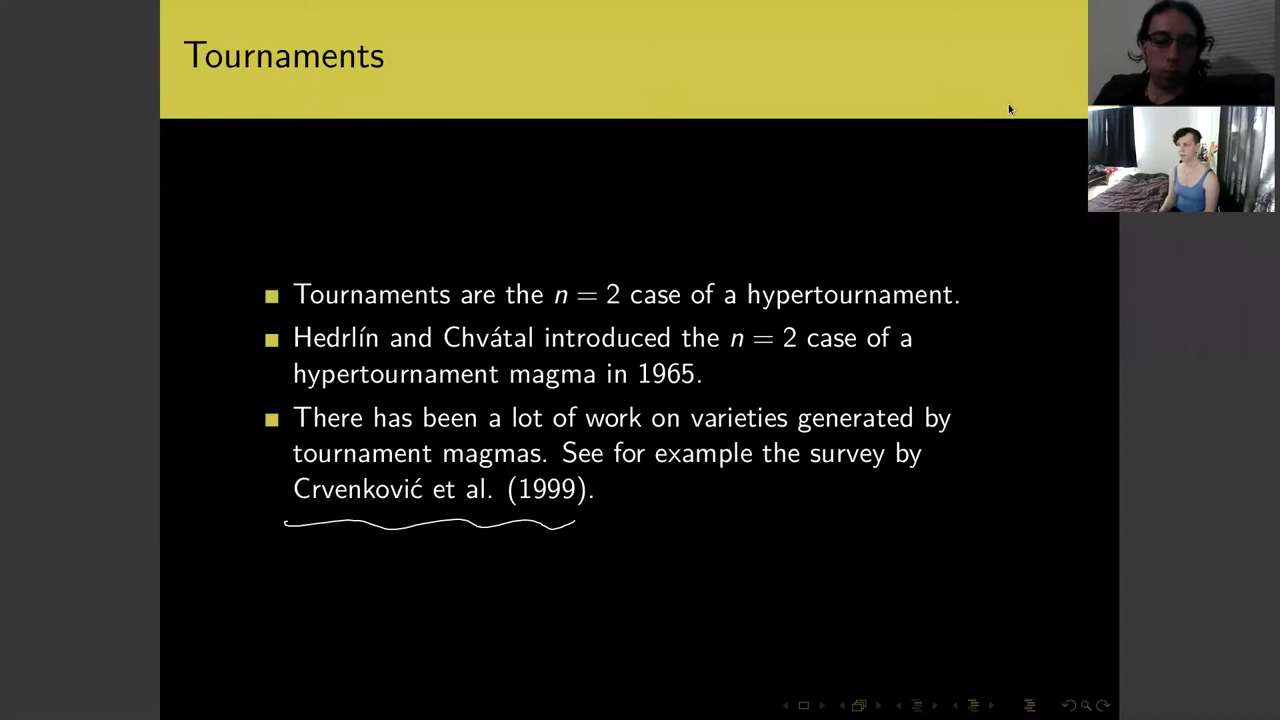 Tournaments
Tournaments are the n = 2 case of a hypertournament.
Hedrlín and Chvátal introduced the n = 2 case of a
hypertournament magma in 1965.
There has been a lot of work on varieties generated by
tournament magmas. See for example the survey by
Crvenković et al. (1999).